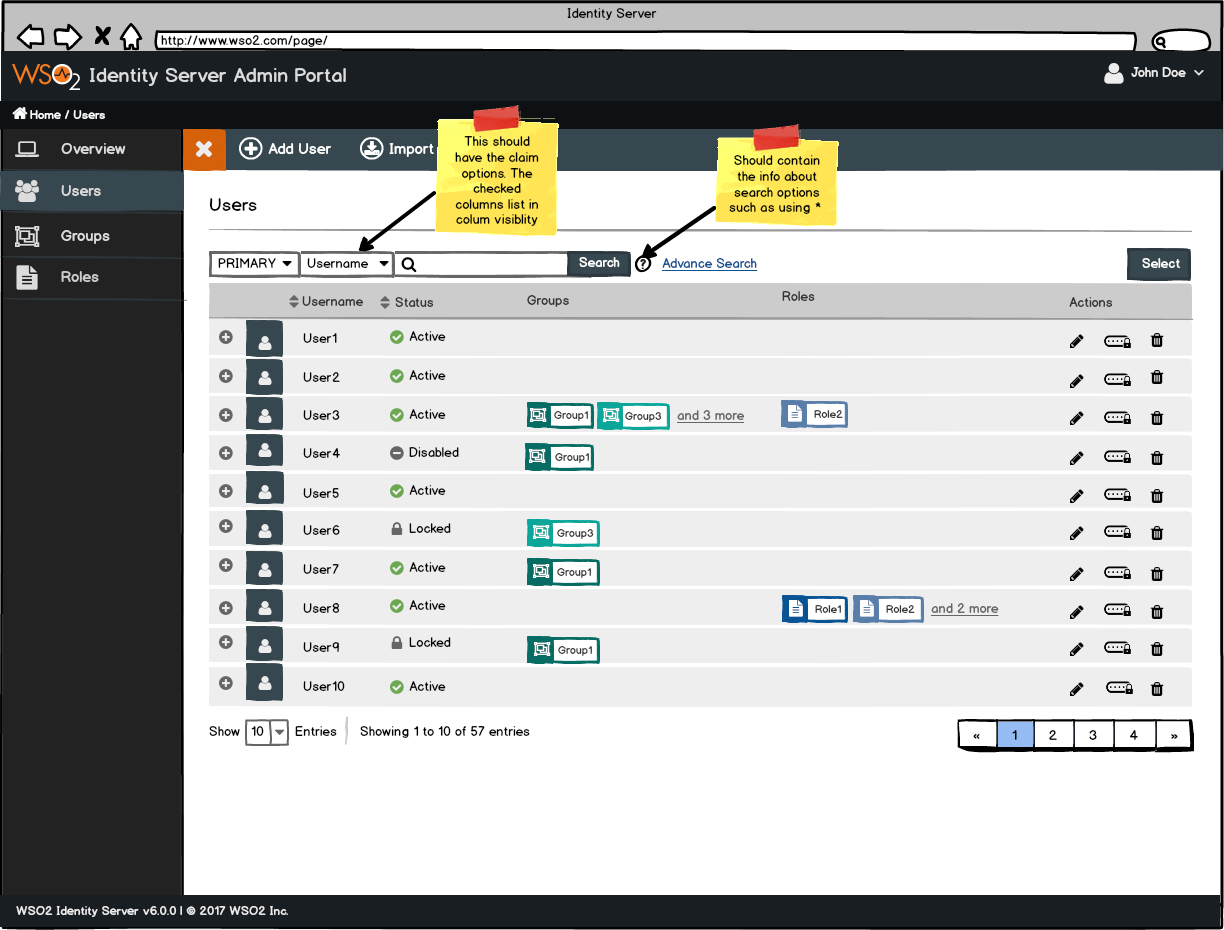 Identity Server
http://www.wso2.com/page/
WSO2 Identity Server Admin Portal
John Doe
Home / Users
Overview
Users
Groups
Roles
Add User
Import
This should
have the claim
options. The
checked
columns list in
colum visiblity
Should contain
the info about
search options
such as using *
Users
PRIMARY Username Search ? Advance Search Select
Username Status Groups Roles Actions
User1 Active
User2 Active
User3 Active Group1 Group3 and 3 more Role2
User4 Disabled Group1
User5 Active
User6 Locked Group3
User7 Active Group1
User8 Active Role1 Role2 and 2 more
User9 Locked Group1
User10 Active
Show 10 Entries Showing 1 to 10 of 57 entries
« 1 2 3 4 »
WSO2 Identity Server v6.0.0 | © 2017 WSO2 Inc.